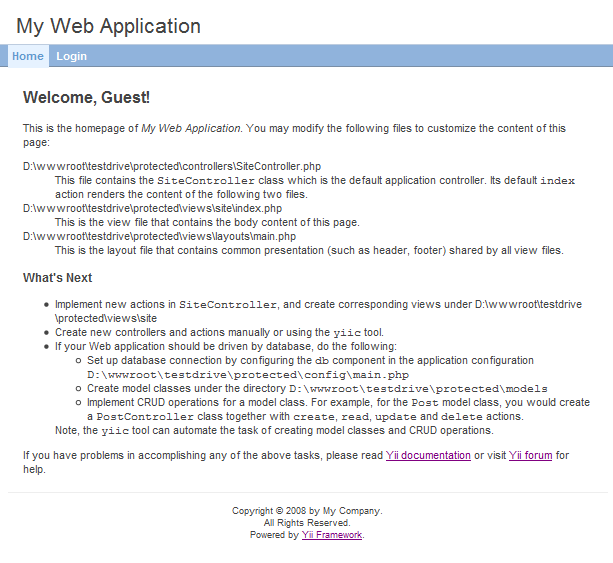 My Web Application
Home Login
Welcome, Guest!
This is the homepage of My Web Application. You may modify the following files to customize the content of this
page:
D:\wwwroot\testdrive\protected\controllers\SiteController.php
This file contains the SiteController class which is the default application controller. Its default index
action renders the content of the following two files.
D:\wwwroot\testdrive\protected\views\site\index.php
This is the view file that contains the body content of this page.
D:\wwwroot\testdrive\protected\views\layouts\main.php
This is the layout file that contains common presentation (such as header, footer) shared by all view files.
What's Next
Implement new actions in SiteController, and create corresponding views under D:\wwwroot\testdrive
\protected\views\site
Create new controllers and actions manually or using the yiic tool.
If your Web application should be driven by database, do the following:
Set up database connection by configuring the db component in the application configuration
D:\wwwroot\testdrive\protected\config\main.php
Create model classes under the directory D:\wwwroot\testdrive\protected\models
Implement CRUD operations for a model class. For example, for the Post model class, you would create
a PostController class together with create, read, update and delete actions.
Note, the yiic tool can automate the task of creating model classes and CRUD operations.
If you have problems in accomplishing any of the above tasks, please read Yii documentation or visit Yii forum for
help.
Copyright © 2008 by My Company.
All Rights Reserved.
Powered by Yii Framework.